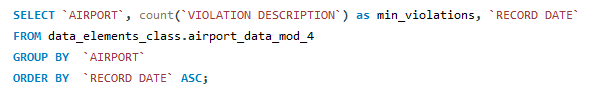 SELECT `AIRPORT`, count(`VIOLATION DESCRIPTION`) as min_violations, `RECORD DATE`
FROM data_elements_class.airport_data_mod_4
GROUP BY  `AIRPORT`
ORDER BY  `RECORD DATE` ASC;